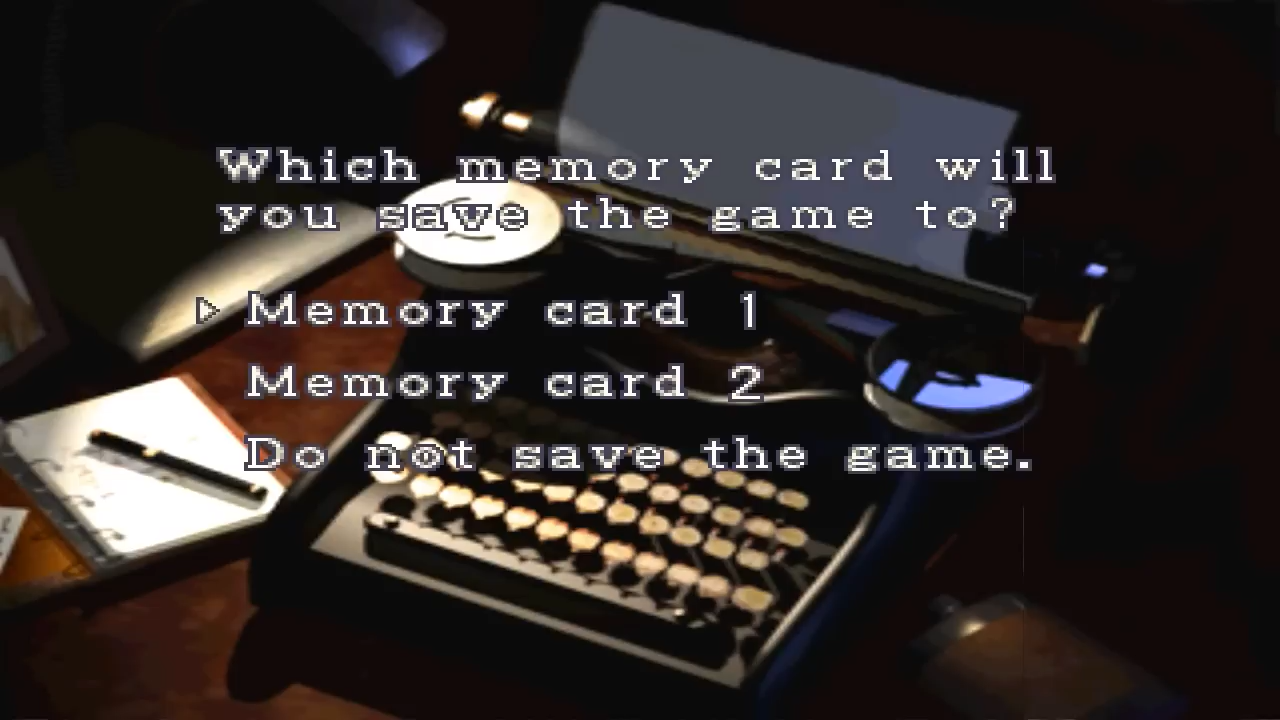 Which memory card will
you save the game to?
Memory card 1
Memory card 2
Do not save the game.